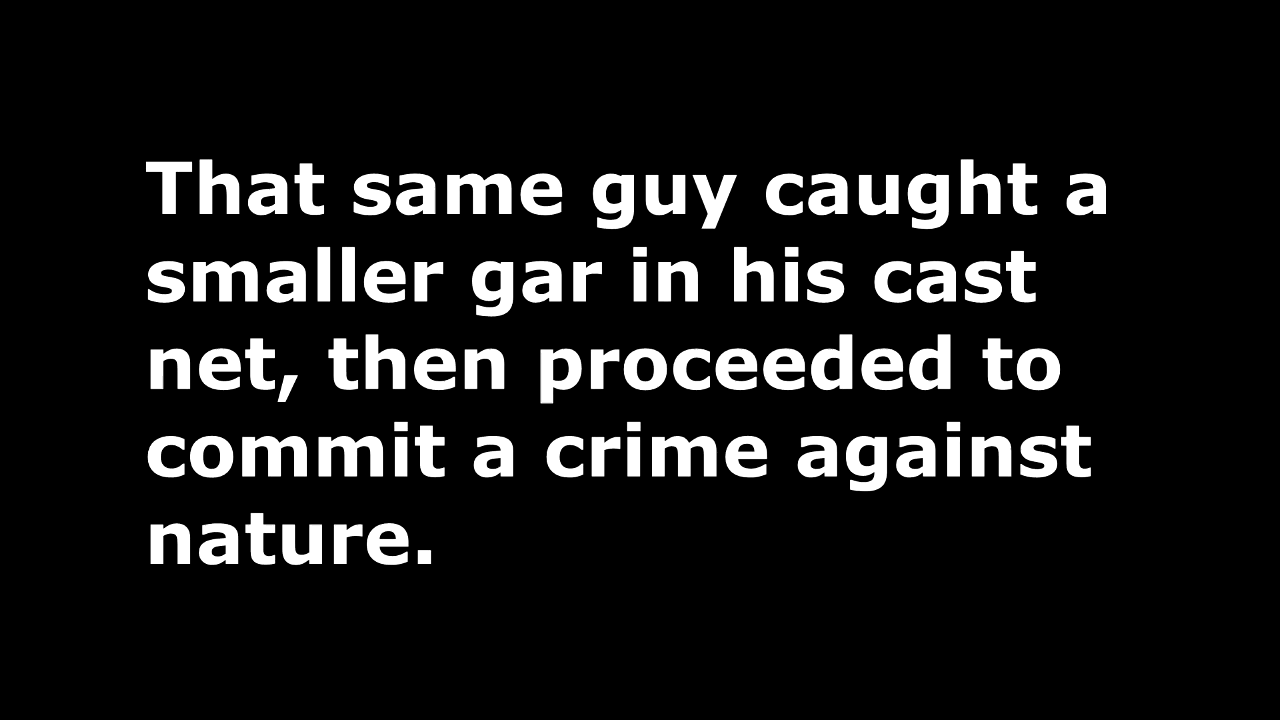 That same guy caught a
smaller gar in his cast
net, then proceeded to
commit a crime against
nature.